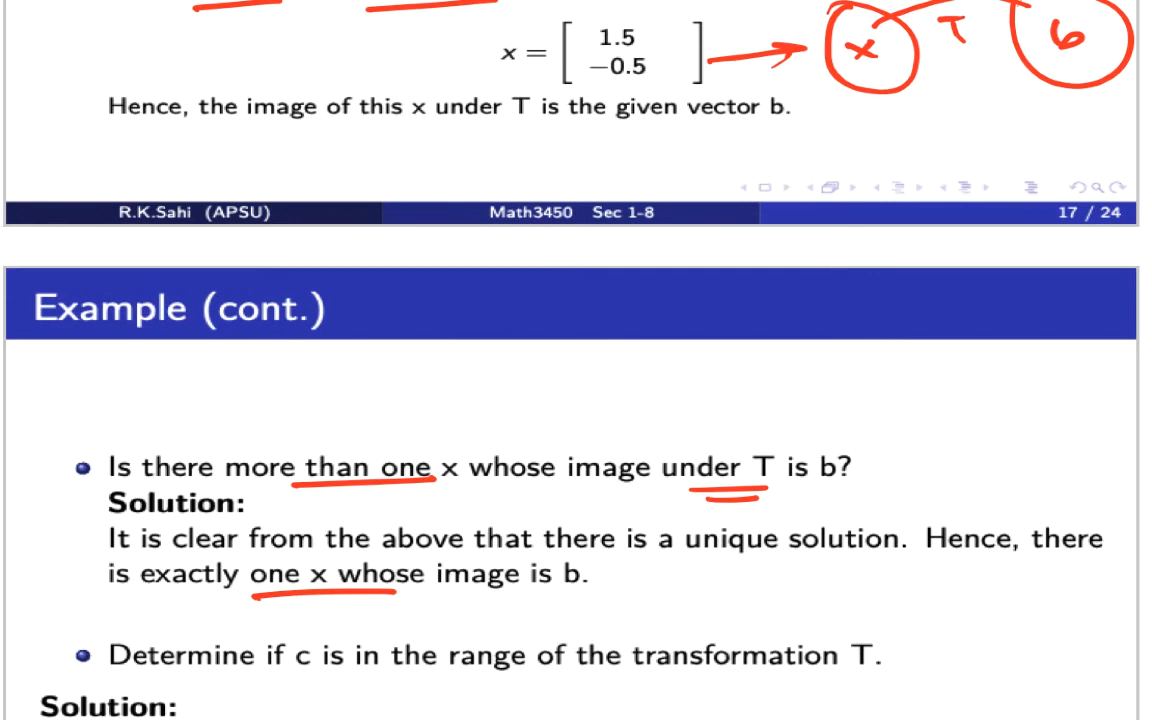 x = [ 1.5
−0.5 ] x T b
Hence, the image of this x under T is the given vector b.
R.K.Sahi (APSU) Math3450 Sec 1-8 17 / 24
Example (cont.)
Is there more than one x whose image under T is b?
Solution:
It is clear from the above that there is a unique solution. Hence, there
is exactly one x whose image is b.
Determine if c is in the range of the transformation T.
Solution: